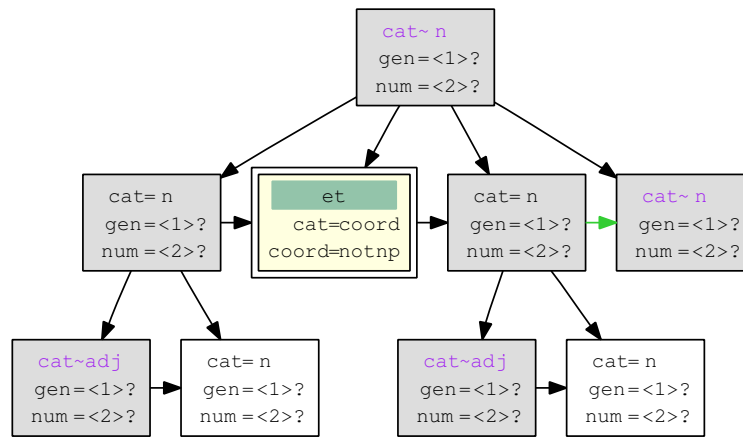 cat~ n
gen=<1>?
num=<2>?
cat= n
gen=<1>?
num=<2>?
et
cat=coord
coord=notnp
cat= n
gen=<1>?
num=<2>?
cat~ n
gen=<1>?
num=<2>?
cat~adj
gen=<1>?
num=<2>?
cat= n
gen=<1>?
num=<2>?
cat~adj
gen=<1>?
num=<2>?
cat= n
gen=<1>?
num=<2>?